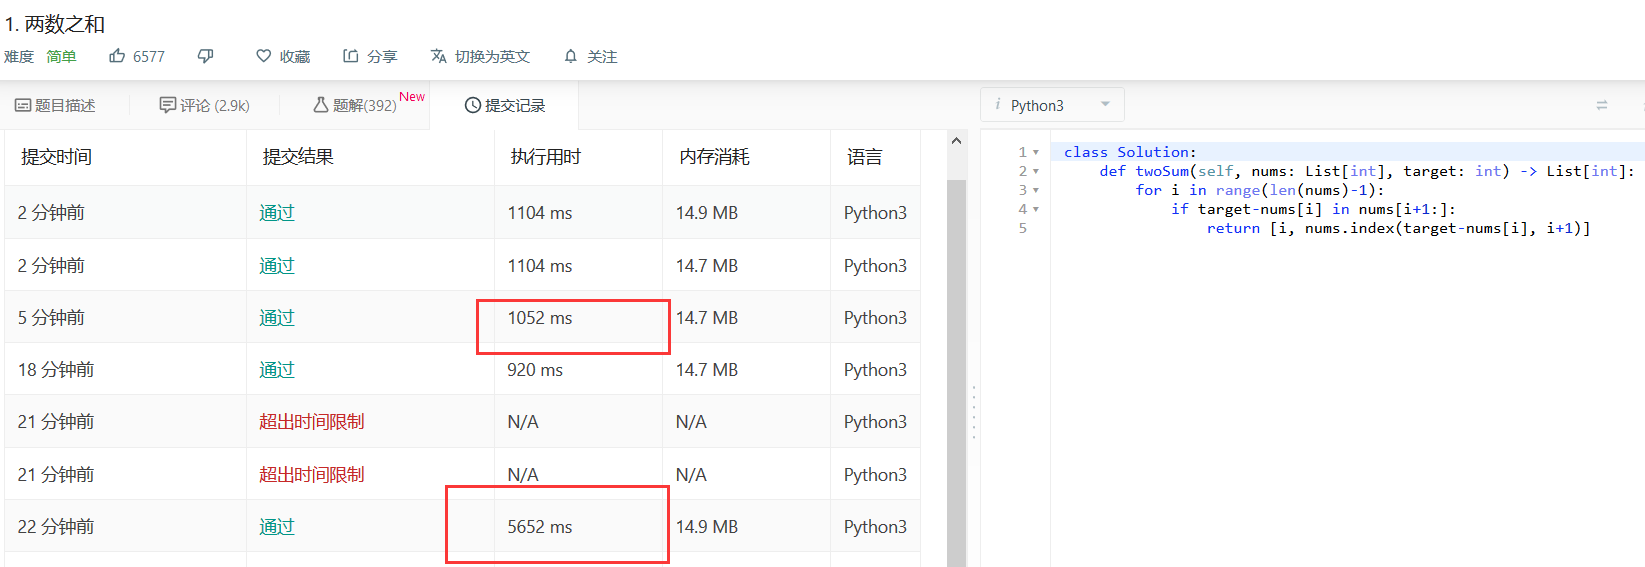 1. 两数之和
难度 简单 6577 收藏 分享 切换为英文 关注
题目描述 评论 (2.9k) 题解(392) New 提交记录
提交时间 提交结果 执行用时 内存消耗 语言
2 分钟前 通过 1104 ms 14.9 MB Python3
2 分钟前 通过 1104 ms 14.7 MB Python3
5 分钟前 通过 1052 ms 14.7 MB Python3
18 分钟前 通过 920 ms 14.7 MB Python3
21 分钟前 超出时间限制 N/A N/A Python3
21 分钟前 超出时间限制 N/A N/A Python3
22 分钟前 通过 5652 ms 14.9 MB Python3
i Python3
1 class Solution:
2 def twoSum(self, nums: List[int], target: int) -> List[int]:
3 for i in range(len(nums)-1):
4 if target-nums[i] in nums[i+1:]:
5 return [i, nums.index(target-nums[i], i+1)]